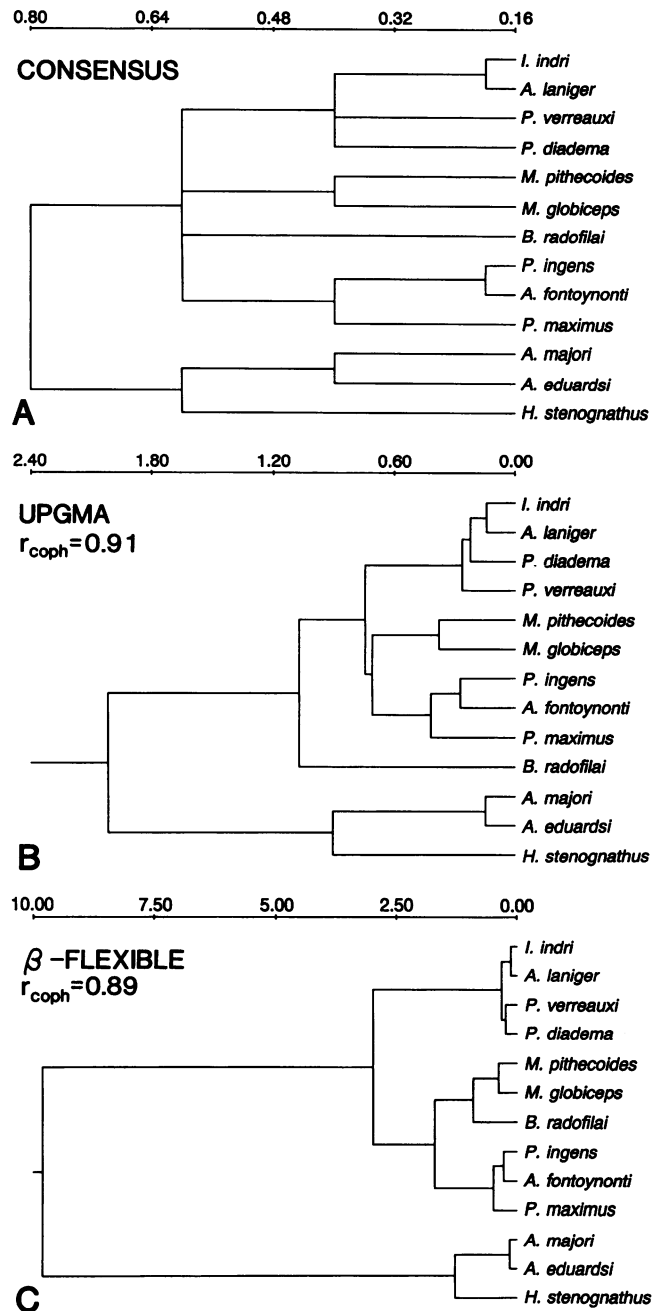 0.80 0.64 0.48 0.32 0.16
CONSENSUS
I. indri
A. laniger
P. verreauxi
P. diadema
M. pithecoides
M. globiceps
B. radofilai
P. ingens
A. fontoynonti
P. maximus
A. majori
A. eduardsi
H. stenognathus
A
2.40 1.80 1.20 0.60 0.00
UPGMA
rcoph=0.91
I. indri
A. laniger
P. diadema
P. verreauxi
M. pithecoides
M. globiceps
P. ingens
A. fontoynonti
P. maximus
B. radofilai
A. majori
A. eduardsi
H. stenognathus
B
10.00 7.50 5.00 2.50 0.00
β-FLEXIBLE
rcoph=0.89
I. indri
A. laniger
P. verreauxi
P. diadema
M. pithecoides
M. globiceps
B. radofilai
P. ingens
A. fontoynonti
P. maximus
A. majori
A. eduardsi
H. stenognathus
C